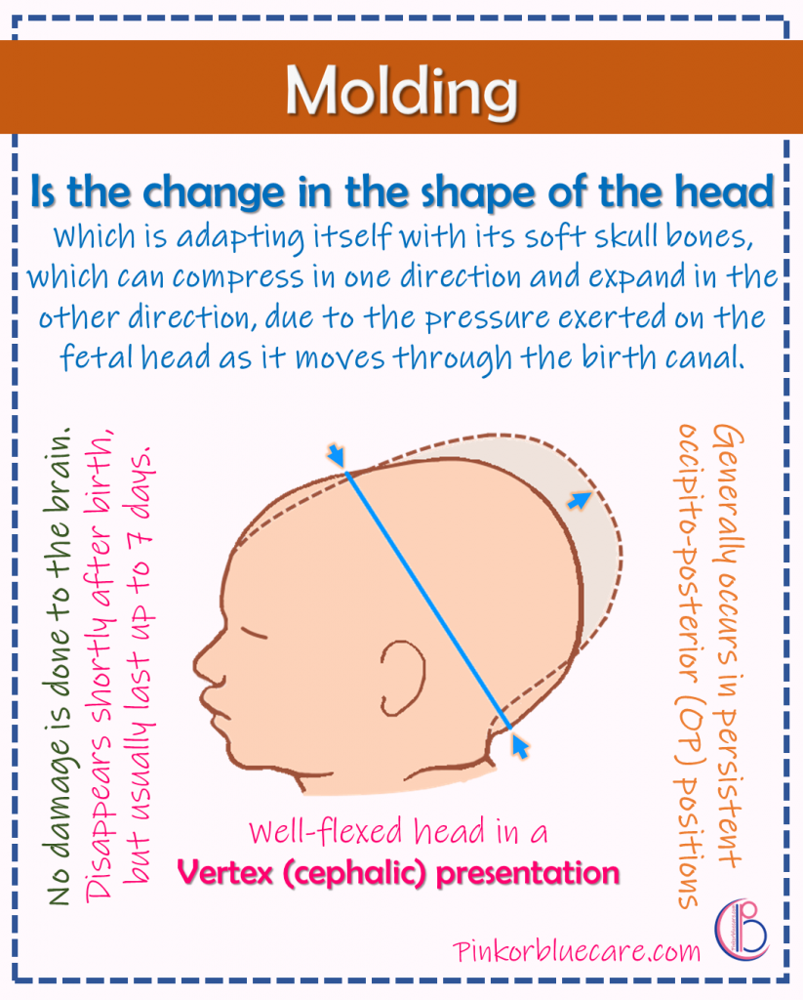 Molding
Is the change in the shape of the head
Which is adapting itself with its soft skull bones,
which can compress in one direction and expand in the
other direction, due to the pressure exerted on the
fetal head as it moves through the birth canal.
No damage is done to the brain.
Disappears shortly after birth,
but usually last up to 7 days.
Generally occurs in persistent
occipito-posterior (OP) positions
Well-flexed head in a
Vertex (cephalic) presentation
Pinkorbluecare.com